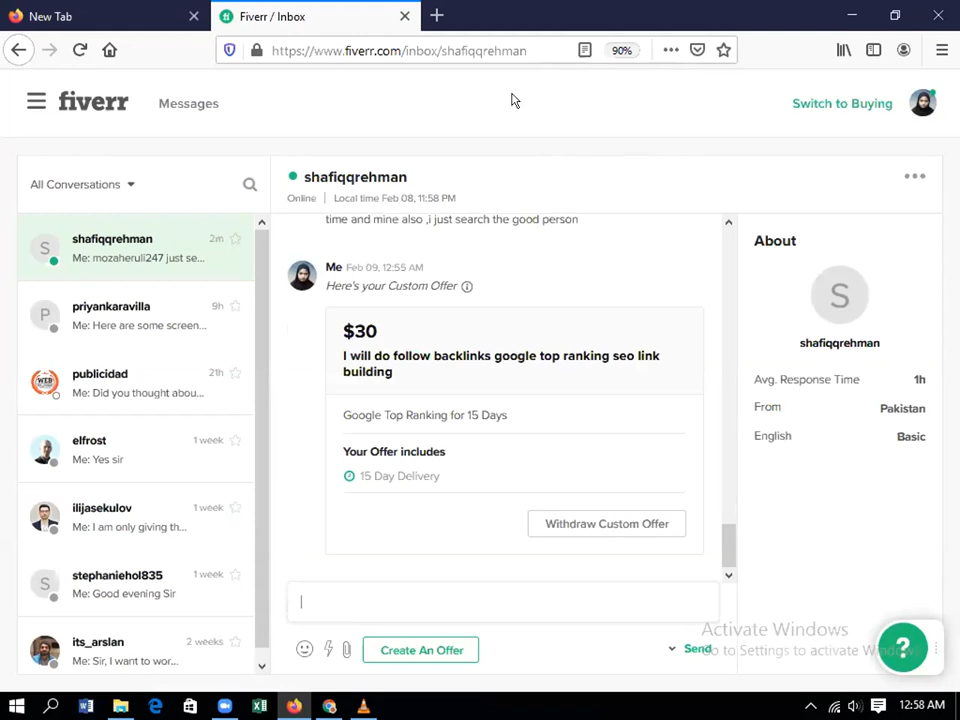 New Tab
Fiverr / Inbox
https://www.fiverr.com/inbox/shafiqqrehman
90%
fiverr
Messages
Switch to Buying
All Conversations
shafiqqrehman
2m
Me: mozaheruli247 just se...
priyankaravilla
9h
Me: Here are some screen...
publicidad
21h
Me: Did you thought abou...
elfrost
1 week
Me: Yes sir
ilijasekulov
1 week
Me: I am only giving th...
stephaniehol835
1 week
Me: Good evening Sir
its_arslan
2 weeks
Me: Sir, I want to wor...
shafiqqrehman
Online | Local time Feb 08, 11:58 PM
time and mine also ,i just search the good person
Me Feb 09, 12:55 AM
Here's your Custom Offer
$30
I will do follow backlinks google top ranking seo link
building
Google Top Ranking for 15 Days
Your Offer includes
15 Day Delivery
Withdraw Custom Offer
Create An Offer
Send
About
S
shafiqqrehman
Avg. Response Time 1h
From Pakistan
English Basic
Activate Windows
Go to Settings to activate Windows.
?
12:58 AM